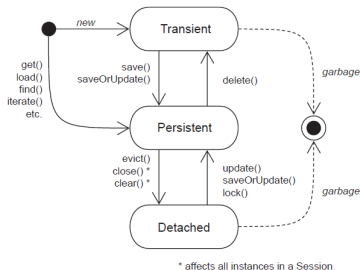 new
Transient
get()
load()
find()
iterate()
etc.
save()
saveOrUpdate()
delete()
garbage
Persistent
evict()
close() *
clear() *
update()
saveOrUpdate()
lock()
garbage
Detached
* affects all instances in a Session